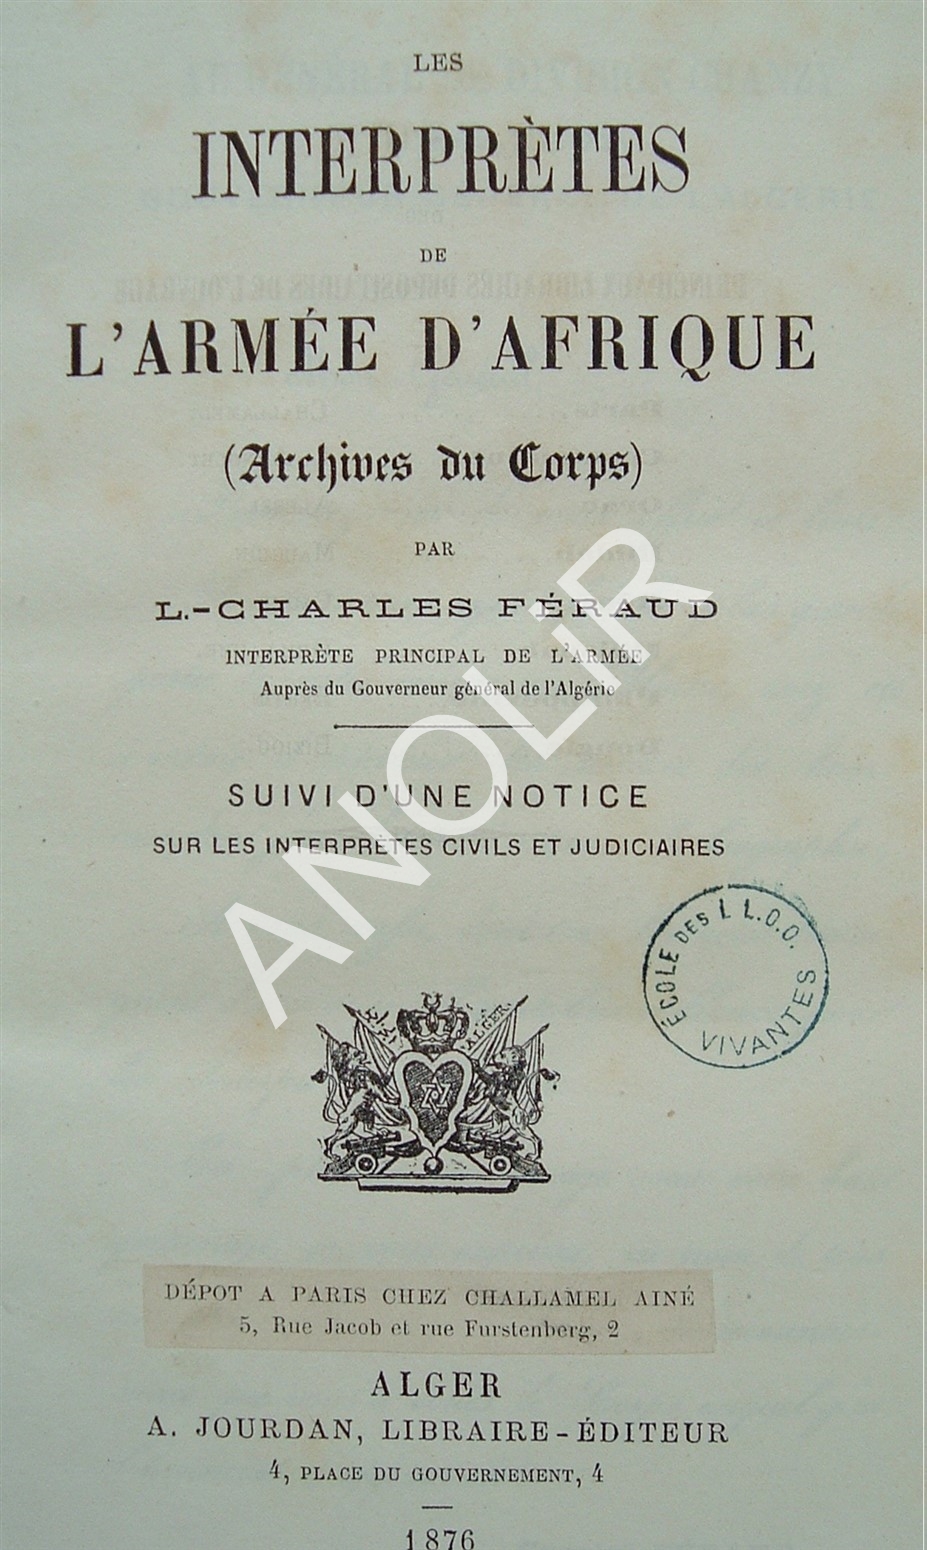 LES
INTERPRÈTES
DE
L'ARMÉE D'AFRIQUE
(Archives du Corps)
PAR
L.-CHARLES FÉRAUD
INTERPRÈTE PRINCIPAL DE L'ARMÉE
Auprès du Gouverneur général de l'Algérie
SUIVI D'UNE NOTICE
SUR LES INTERPRÈTES CIVILS ET JUDICIAIRES
ANOLiR
ÉCOLE DES L L.O.O.
VIVANTES
ALGER
DÉPOT A PARIS CHEZ CHALLAMEL AINÉ
5, Rue Jacob et rue Furstenberg, 2
ALGER
A. JOURDAN, LIBRAIRE-ÉDITEUR
4, PLACE DU GOUVERNEMENT, 4
1876